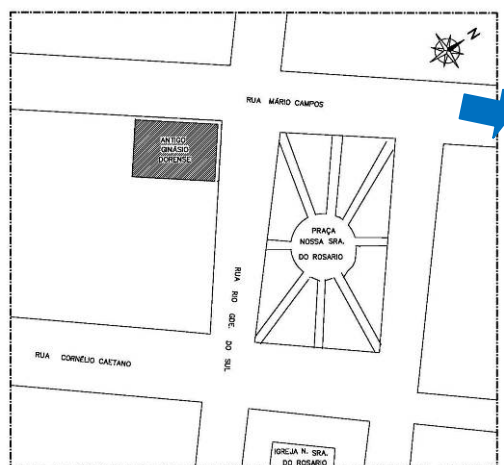 N
RUA MÁRIO CAMPOS
ANTIGO
GINÁSIO
DORENSE
PRAÇA
NOSSA SRA.
DO ROSARIO
RUA RIO GDE. DO SUL
RUA CORNÉLIO CAETANO
IGREJA N. SRA.
DO ROSARIO